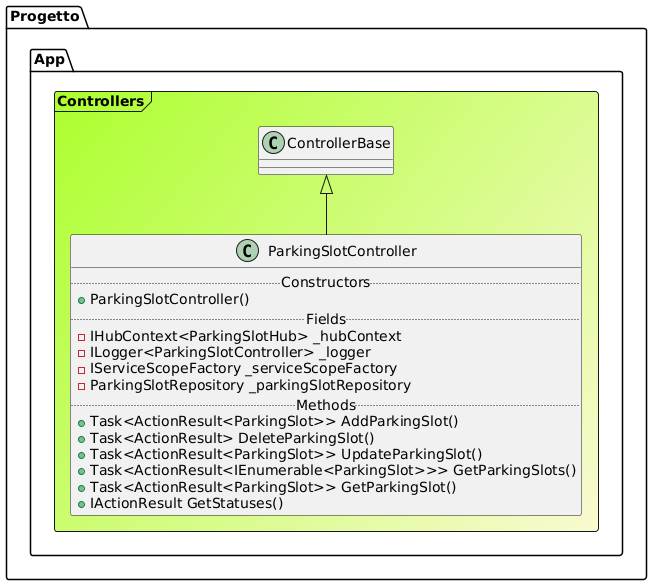 Progetto
App
Controllers
C ControllerBase
C ParkingSlotController
Constructors
ParkingSlotController()
Fields
IHubContext<ParkingSlotHub> _hubContext
ILogger<ParkingSlotController> _logger
IServiceScopeFactory _serviceScopeFactory
ParkingSlotRepository _parkingSlotRepository
Methods
Task<ActionResult<ParkingSlot>> AddParkingSlot()
Task<ActionResult> DeleteParkingSlot()
Task<ActionResult<ParkingSlot>> UpdateParkingSlot()
Task<ActionResult<IEnumerable<ParkingSlot>>> GetParkingSlots()
Task<ActionResult<ParkingSlot>> GetParkingSlot()
IActionResult GetStatuses()